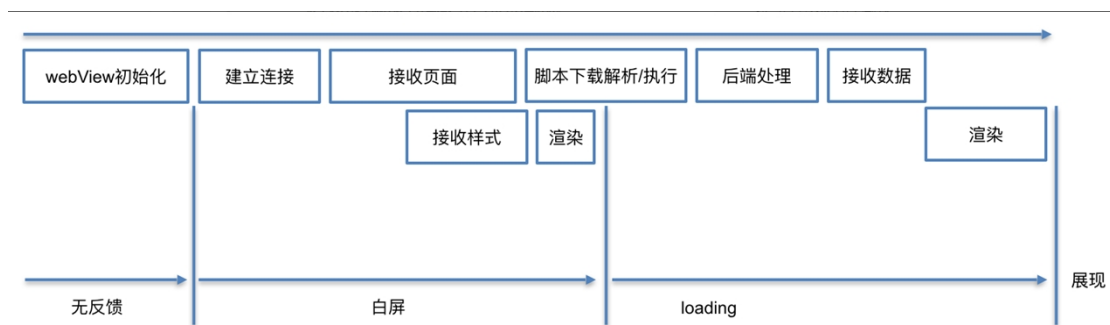 webView初始化
建立连接
接收页面
脚本下载解析/执行
后端处理
接收数据
接收样式
渲染
渲染
无反馈
白屏
loading
展现